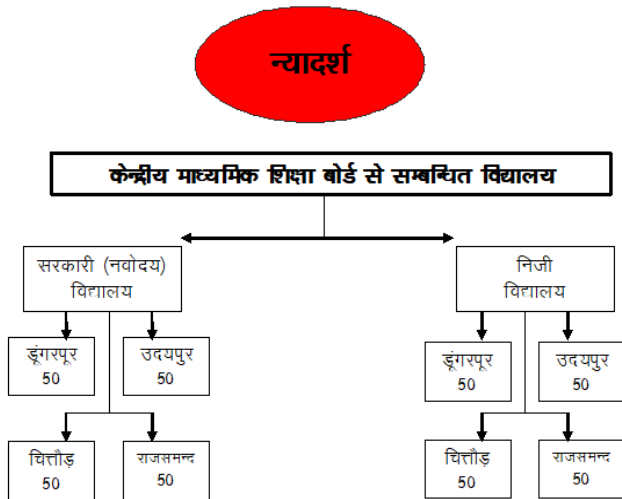 न्यादर्श
केन्द्रीय माध्यमिक शिक्षा बोर्ड से सम्बन्धित विद्यालय
सरकारी (नवोदय)
विद्यालय
निजी
विद्यालय
डूंगरपूर
50
उदयपुर
50
डूंगरपूर
50
उदयपुर
50
चित्तौड़
50
राजसमन्द
50
चित्तौड़
50
राजसमन्द
50